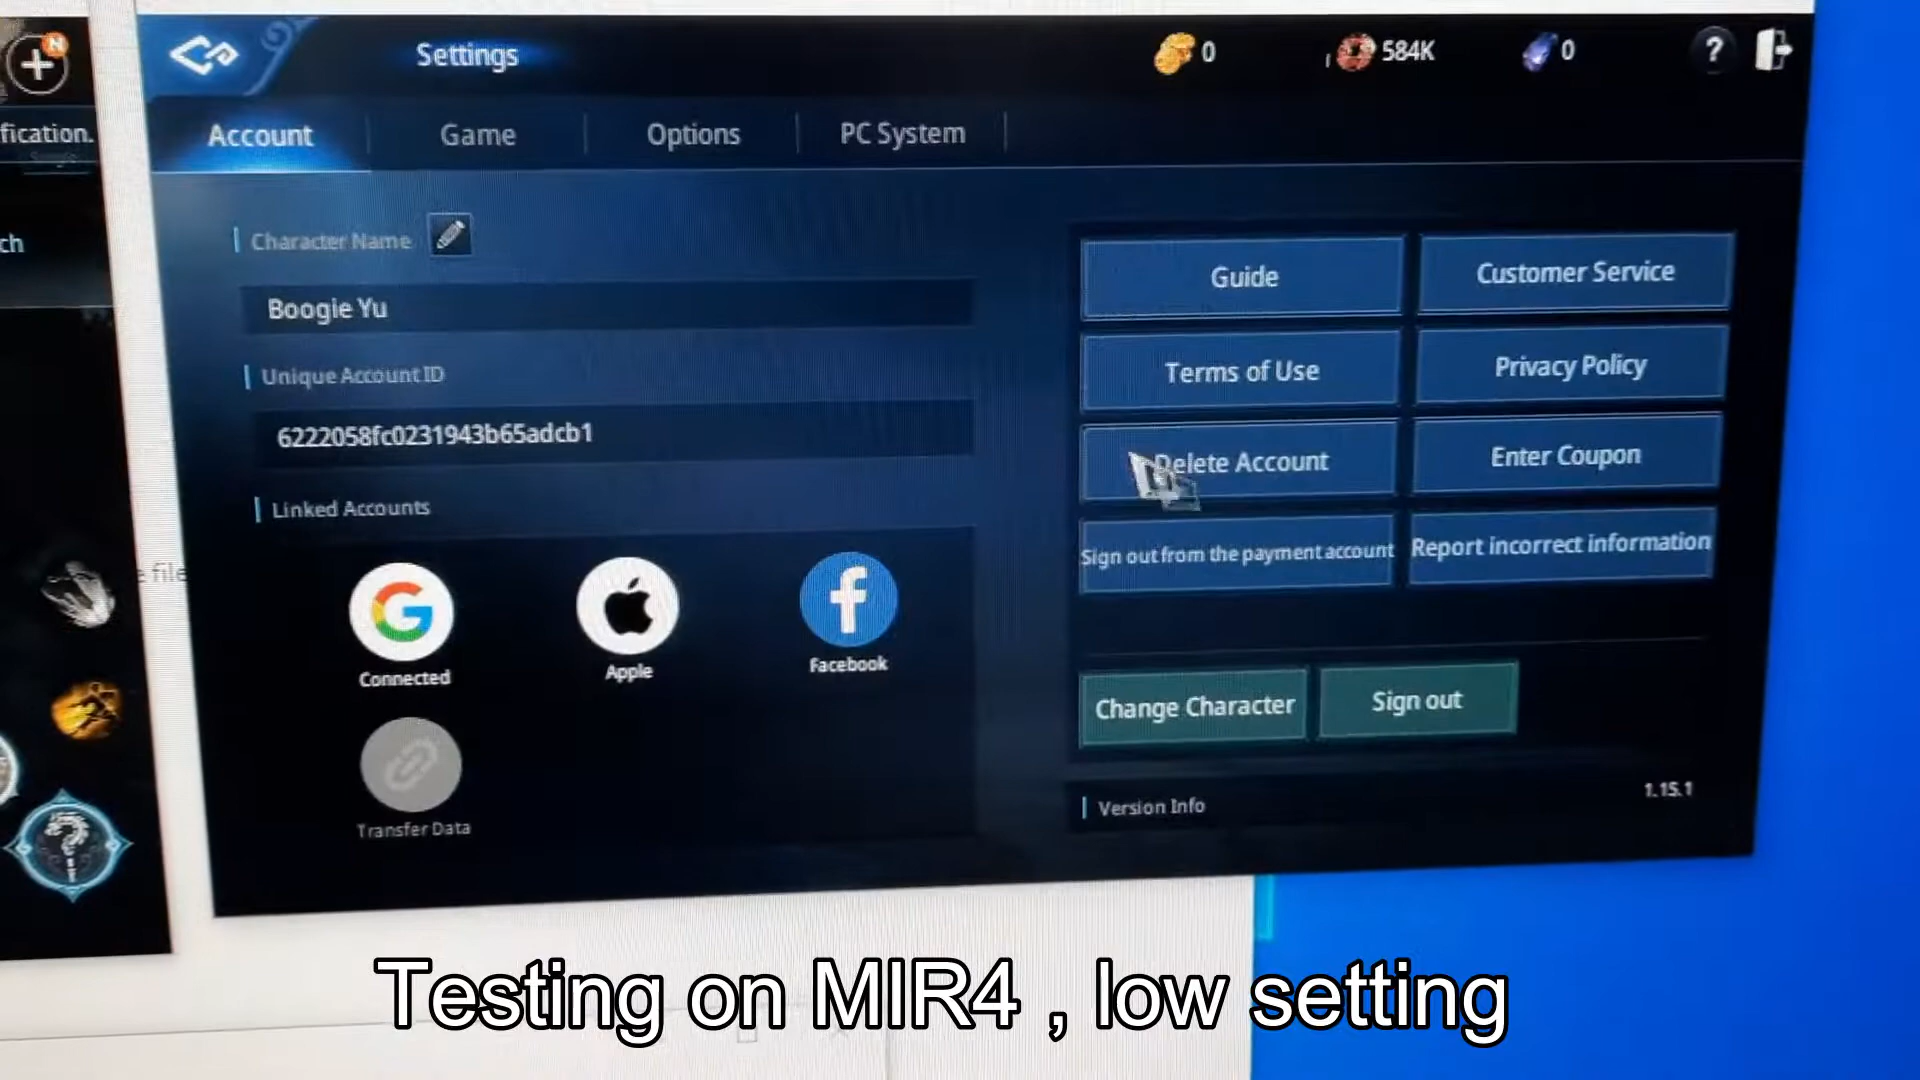 N
Settings
0
584K
0
?
fication.
Account
Game
Options
PC System
ch
Character Name
Boogie Yu
Unique Account ID
6222058fc0231943b65adcb1
Linked Accounts
Connected
Apple
Facebook
Transfer Data
Guide
Customer Service
Terms of Use
Privacy Policy
Delete Account
Enter Coupon
Sign out from the payment account
Report incorrect information
Change Character
Sign out
Version Info
1.15.1
e file
Testing on MIR4 , low setting